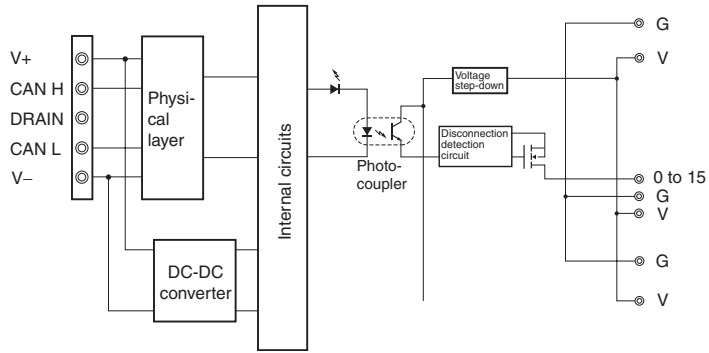 V+
CAN H
DRAIN
CAN L
V−
Physi-
cal
layer
DC-DC
converter
Internal circuits
Photo-
coupler
Voltage
step-down
Disconnection
detection
circuit
G
V
0 to 15
G
V
G
V